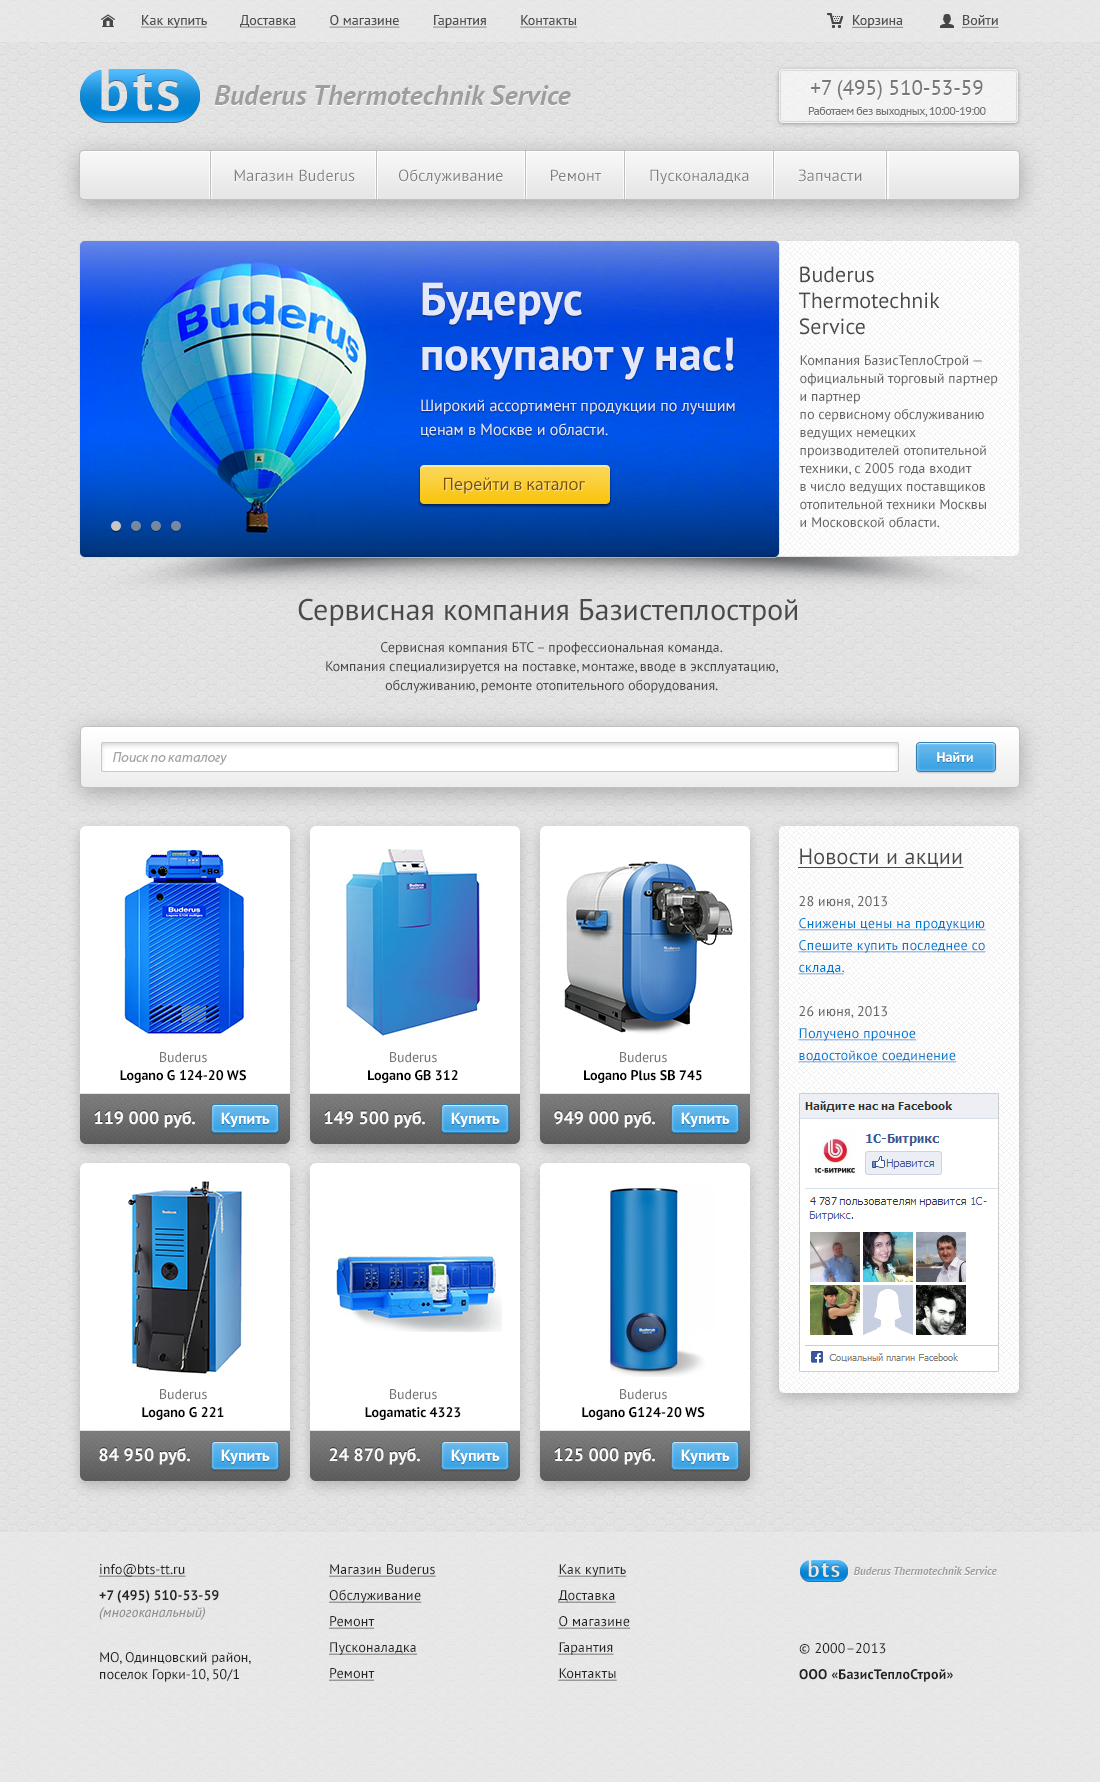 Как купить Доставка О магазине Гарантия Контакты Корзина Войти
bts Buderus Thermotechnik Service
+7 (495) 510-53-59
Работаем без выходных, 10:00-19:00
Магазин Buderus Обслуживание Ремонт Пусконаладка Запчасти
Buderus
Будерус
покупают у нас!
Широкий ассортимент продукции по лучшим
ценам в Москве и области.
Перейти в каталог
Buderus
Thermotechnik
Service
Компания БазисТеплоСтрой —
официальный торговый партнер
и партнер
по сервисному обслуживанию
ведущих немецких
производителей отопительной
техники, с 2005 года входит
в число ведущих поставщиков
отопительной техники Москвы
и Московской области.
Сервисная компания Базистеплострой
Сервисная компания БТС – профессиональная команда.
Компания специализируется на поставке, монтаже, вводе в эксплуатацию,
обслуживанию, ремонте отопительного оборудования.
Поиск по каталогу Найти
Buderus
Buderus
Logano G 124-20 WS
119 000 руб. Купить
Buderus
Buderus
Logano GB 312
149 500 руб. Купить
Buderus
Buderus
Logano Plus SB 745
949 000 руб. Купить
Новости и акции
28 июня, 2013
Снижены цены на продукцию
Спешите купить последнее со
склада.
26 июня, 2013
Получено прочное
водостойкое соединение
Найдите нас на Facebook
1С-Битрикс
1С-БИТРИКС
Нравится
4 787 пользователям нравится 1С-
Битрикс.
Социальный плагин Facebook
Buderus
Buderus
Logano G 221
84 950 руб. Купить
Buderus
Logamatic 4323
24 870 руб. Купить
Buderus
Buderus
Logano G124-20 WS
125 000 руб. Купить
info@bts-tt.ru
+7 (495) 510-53-59
(многоканальный)
МО, Одинцовский район,
поселок Горки-10, 50/1
Магазин Buderus
Обслуживание
Ремонт
Пусконаладка
Ремонт
Как купить
Доставка
О магазине
Гарантия
Контакты
bts Buderus Thermotechnik Service
© 2000–2013
ООО «БазисТеплоСтрой»